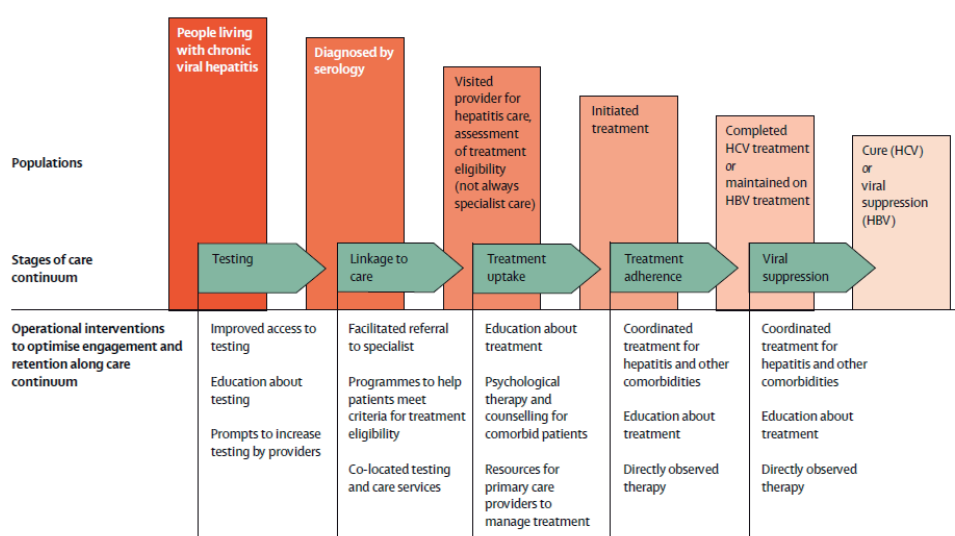 People living
with chronic
viral hepatitis
Diagnosed by
serology
Visited
provider for
hepatitis care,
assessment
of treatment
eligibility
(not always
specialist care)
Initiated
treatment
Completed
HCV treatment
or
maintained on
HBV treatment
Cure (HCV)
or
viral
suppression
(HBV)
Populations
Stages of care
continuum
Testing
Linkage to
care
Treatment
uptake
Treatment
adherence
Viral
suppression
Operational interventions
to optimise engagement and
retention along care
continuum
Improved access to
testing
Education about
testing
Prompts to increase
testing by providers
Facilitated referral
to specialist
Programmes to help
patients meet
criteria for treatment
eligibility
Co-located testing
and care services
Education about
treatment
Psychological
therapy and
counselling for
comorbid patients
Resources for
primary care
providers to
manage treatment
Coordinated
treatment for
hepatitis and other
comorbidities
Education about
treatment
Directly observed
therapy
Coordinated
treatment for
hepatitis and other
comorbidities
Education about
treatment
Directly observed
therapy